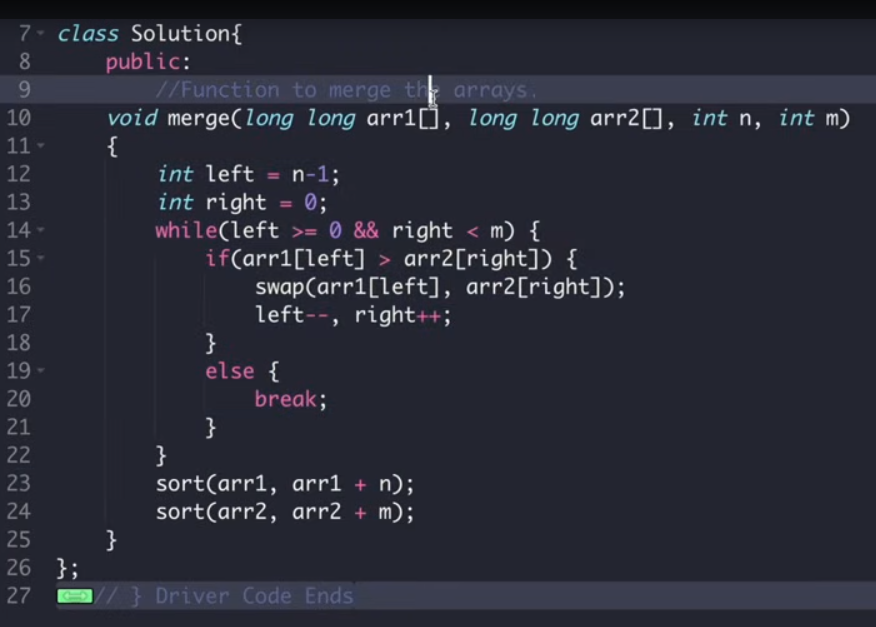 7 class Solution{
8     public:
9         //Function to merge the arrays.
10     void merge(long long arr1[], long long arr2[], int n, int m)
11     {
12         int left = n-1;
13         int right = 0;
14         while(left >= 0 && right < m) {
15             if(arr1[left] > arr2[right]) {
16                 swap(arr1[left], arr2[right]);
17                 left--, right++;
18             }
19             else {
20                 break;
21             }
22         }
23         sort(arr1, arr1 + n);
24         sort(arr2, arr2 + m);
25     }
26 };
27 // } Driver Code Ends